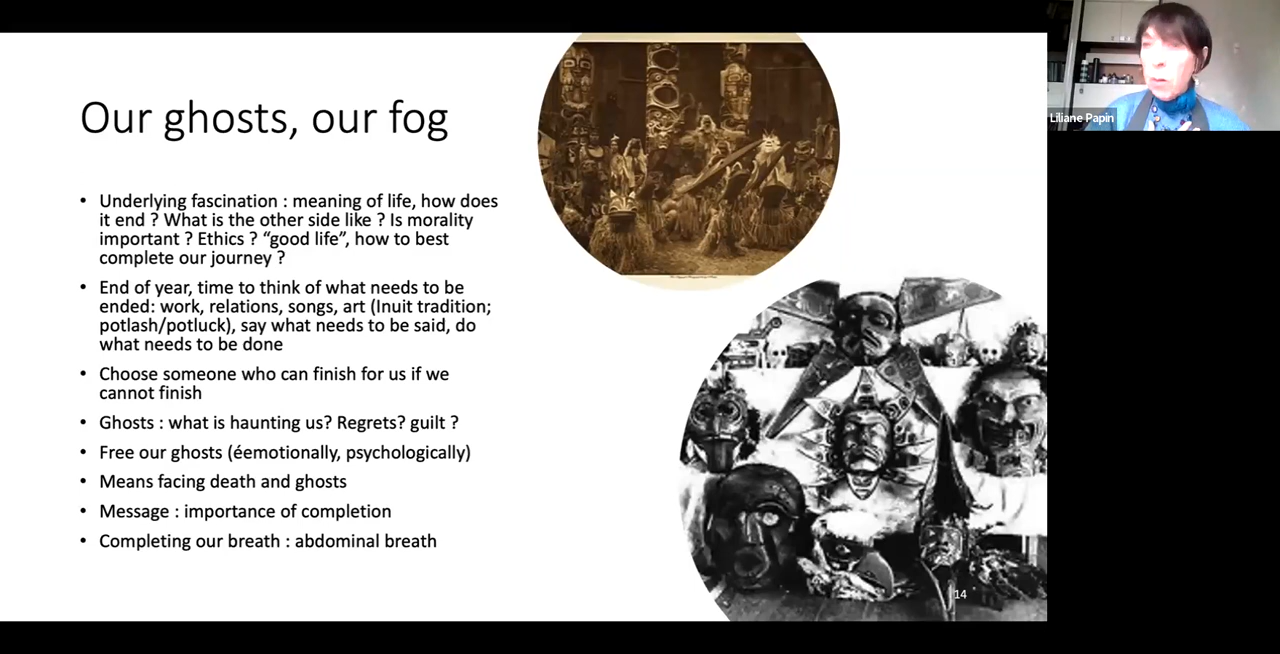 Our ghosts, our fog
• Underlying fascination : meaning of life, how does
it end ? What is the other side like ? Is morality
important ? Ethics ? “good life”, how to best
complete our journey ?
• End of year, time to think of what needs to be
ended: work, relations, songs, art (Inuit tradition;
potlash/potluck), say what needs to be said, do
what needs to be done
• Choose someone who can finish for us if we
cannot finish
• Ghosts : what is haunting us? Regrets? guilt ?
• Free our ghosts (éemotionally, psychologically)
• Means facing death and ghosts
• Message : importance of completion
• Completing our breath : abdominal breath
14
Liliane Papin